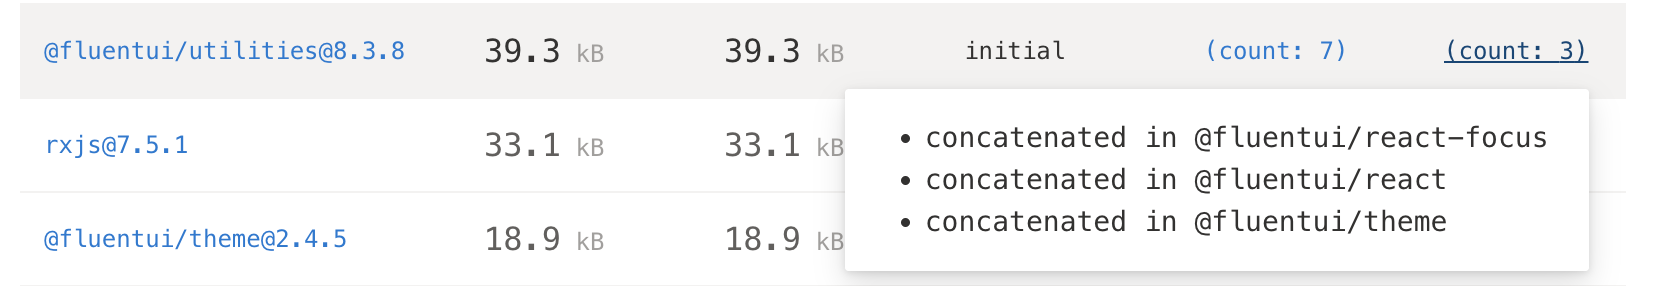 @fluentui/utilities@8.3.8 39.3 kB 39.3 kB initial (count: 7) (count: 3)
rxjs@7.5.1 33.1 kB 33.1 kB
@fluentui/theme@2.4.5 18.9 kB 18.9 kB
• concatenated in @fluentui/react-focus
• concatenated in @fluentui/react
• concatenated in @fluentui/theme